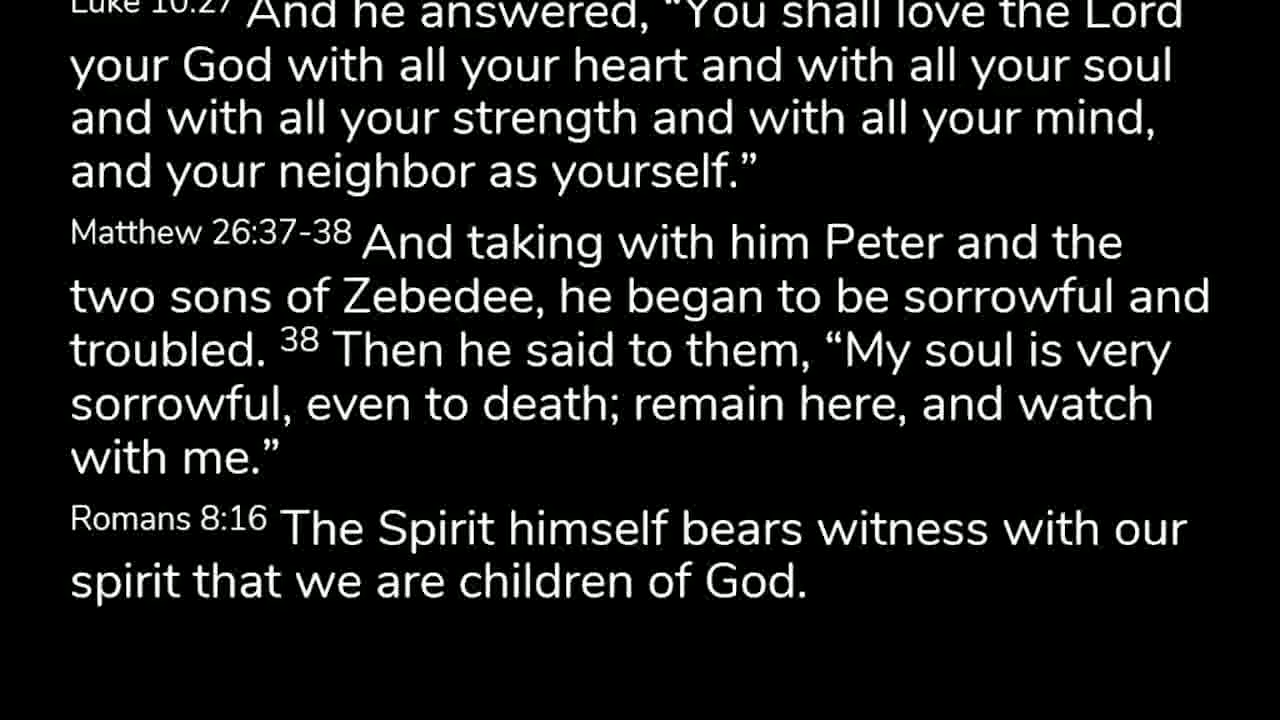 Luke 10:27 And he answered, “You shall love the Lord
your God with all your heart and with all your soul
and with all your strength and with all your mind,
and your neighbor as yourself.”
Matthew 26:37-38 And taking with him Peter and the
two sons of Zebedee, he began to be sorrowful and
troubled. 38 Then he said to them, “My soul is very
sorrowful, even to death; remain here, and watch
with me.”
Romans 8:16 The Spirit himself bears witness with our
spirit that we are children of God.